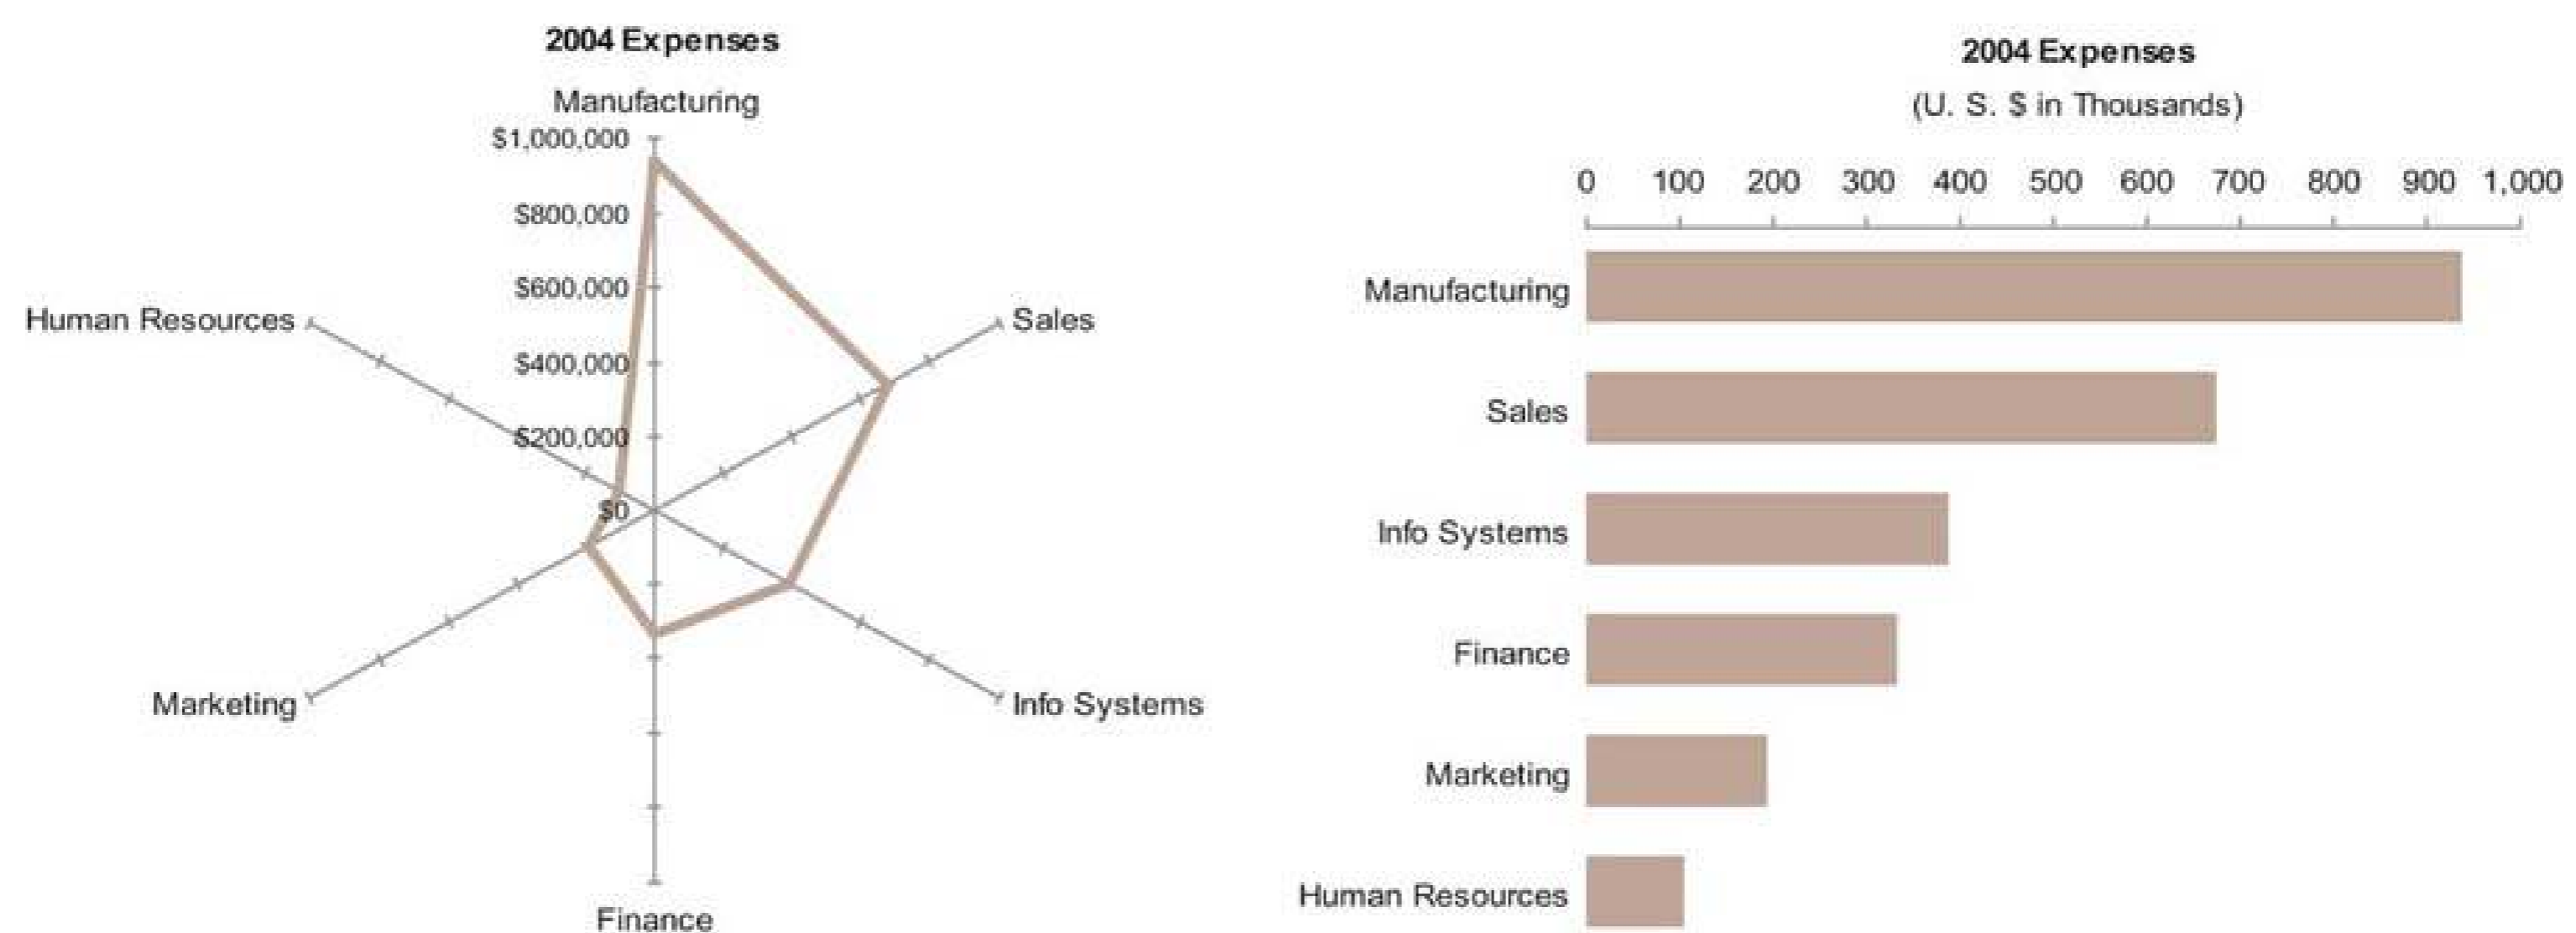 2004 Expenses
Manufacturing
$1,000,000
$800,000
$600,000
Human Resources
Sales
$400,000
$200,000
$0
Marketing
Info Systems
Finance
2004 Expenses
(U. S. $ in Thousands)
0 100 200 300 400 500 600 700 800 900 1,000
Manufacturing
Sales
Info Systems
Finance
Marketing
Human Resources